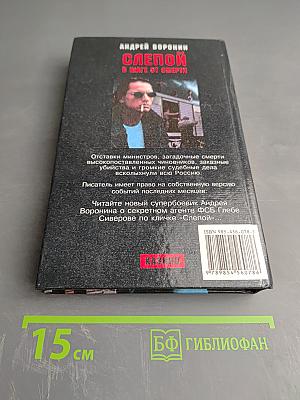 АНДРЕЙ ВОРОНИН
СЛЕПОЙ
В ШАГЕ ОТ СМЕРТИ
Отставки министров, загадочные смерти
высокопоставленных чиновников, заказные
убийства и громкие судебные дела
всколыхнули всю Россию.
Писатель имеет право на собственную версию
событий последних месяцев:
Читайте новый супербоевик Андрея
Воронина о секретном агенте ФСБ Глебе
Сиверове по кличке «Слепой»...
15 см
БФ БИБЛИОФАН